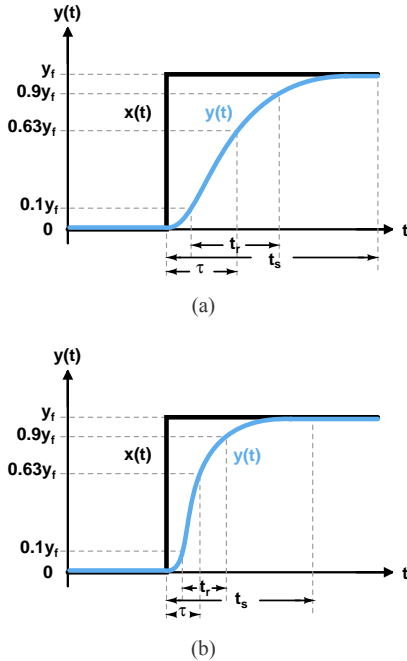 y(t)
y_f
0.9y_f
x(t)
y(t)
0.63y_f
0.1y_f
0
t
t_r
τ
t_s
(a)
y(t)
y_f
0.9y_f
x(t)
y(t)
0.63y_f
0.1y_f
0
t
t_r
t_s
τ
(b)